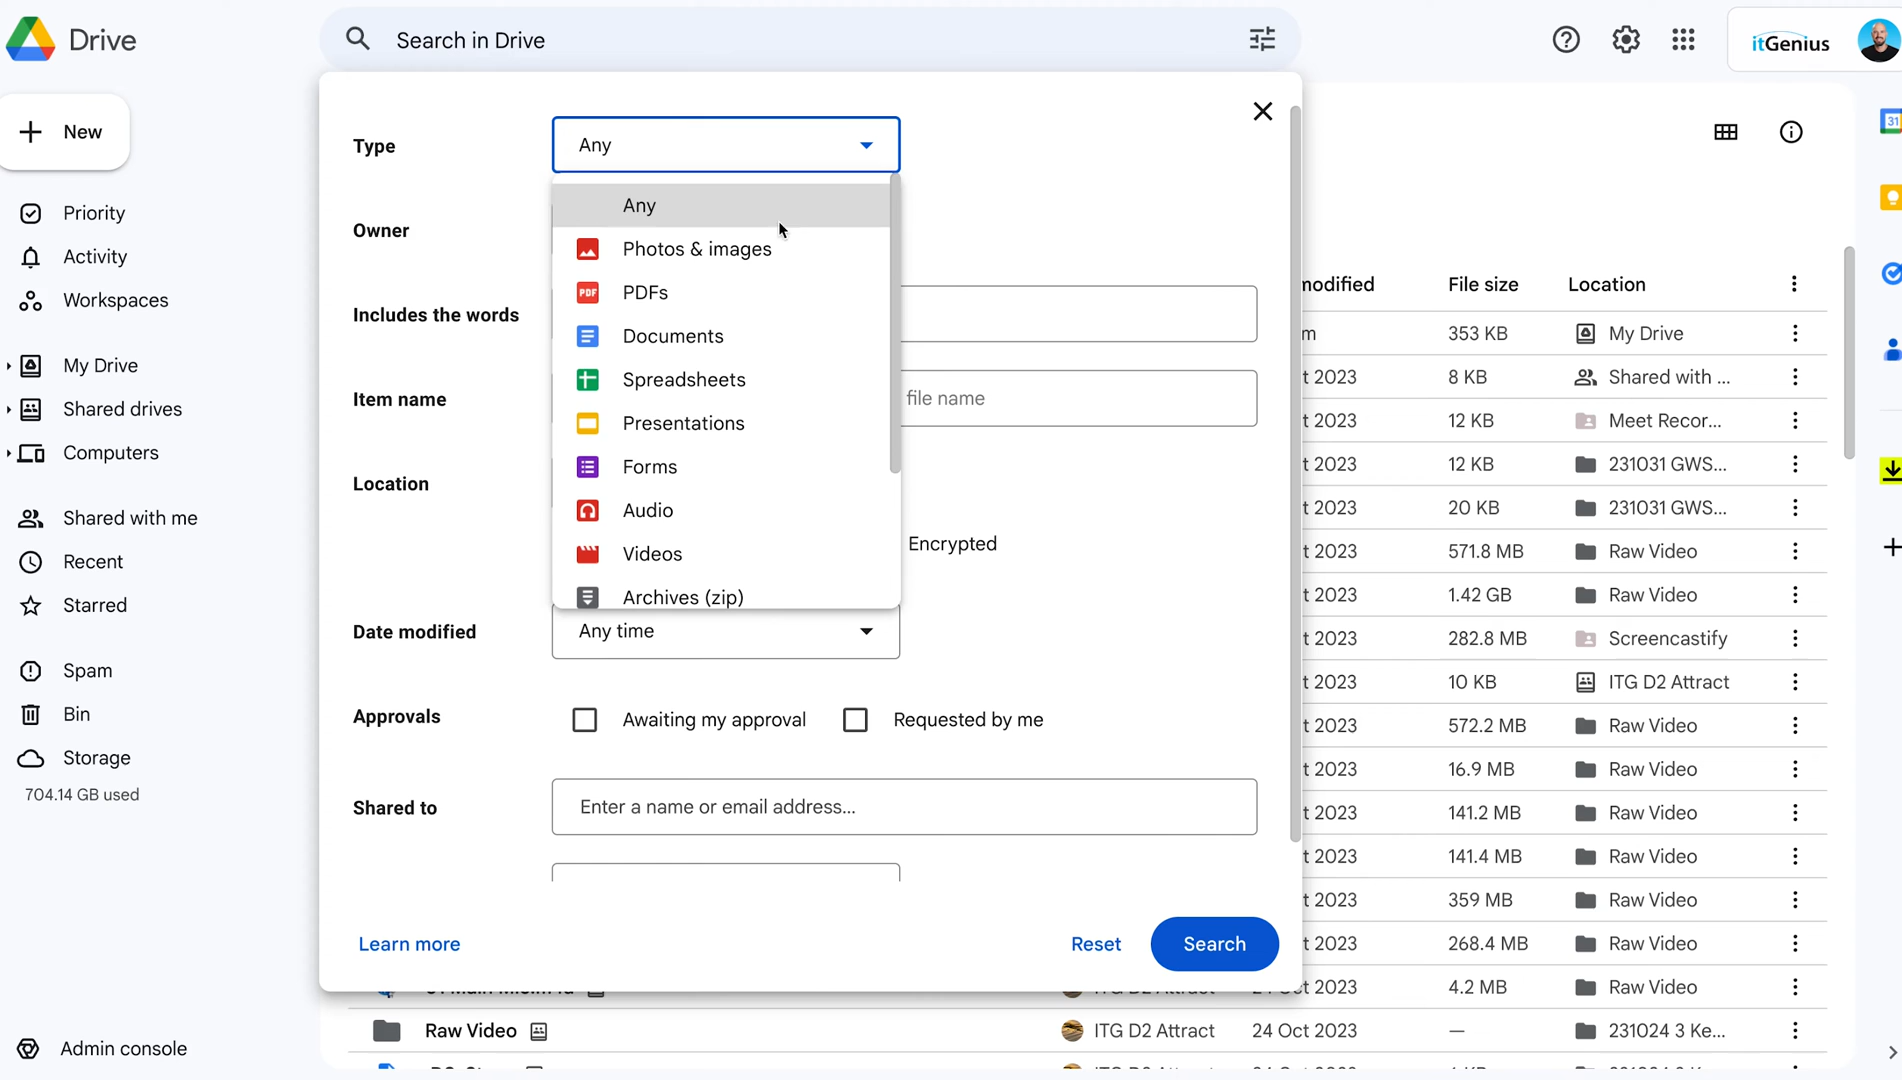 Drive
Search in Drive
itGenius
New
Priority
Activity
Workspaces
My Drive
Shared drives
Computers
Shared with me
Recent
Starred
Spam
Bin
Storage
704.14 GB used
Admin console
Type
Any
Any
Photos & images
PDF
PDFs
Documents
Spreadsheets
Presentations
Forms
Audio
Videos
Archives (zip)
Owner
Includes the words
Item name
file name
Location
Encrypted
Date modified
Any time
Approvals
Awaiting my approval
Requested by me
Shared to
Enter a name or email address...
Learn more
Reset
Search
modified File size Location
m 353 KB My Drive
t 2023 8 KB Shared with ...
t 2023 12 KB Meet Recor...
t 2023 12 KB 231031 GWS...
t 2023 20 KB 231031 GWS...
t 2023 571.8 MB Raw Video
t 2023 1.42 GB Raw Video
t 2023 282.8 MB Screencastify
t 2023 10 KB ITG D2 Attract
t 2023 572.2 MB Raw Video
t 2023 16.9 MB Raw Video
t 2023 141.2 MB Raw Video
t 2023 141.4 MB Raw Video
t 2023 359 MB Raw Video
t 2023 268.4 MB Raw Video
t 2023 4.2 MB Raw Video
Raw Video ITG D2 Attract 24 Oct 2023 — 231024 3 Ke...
31